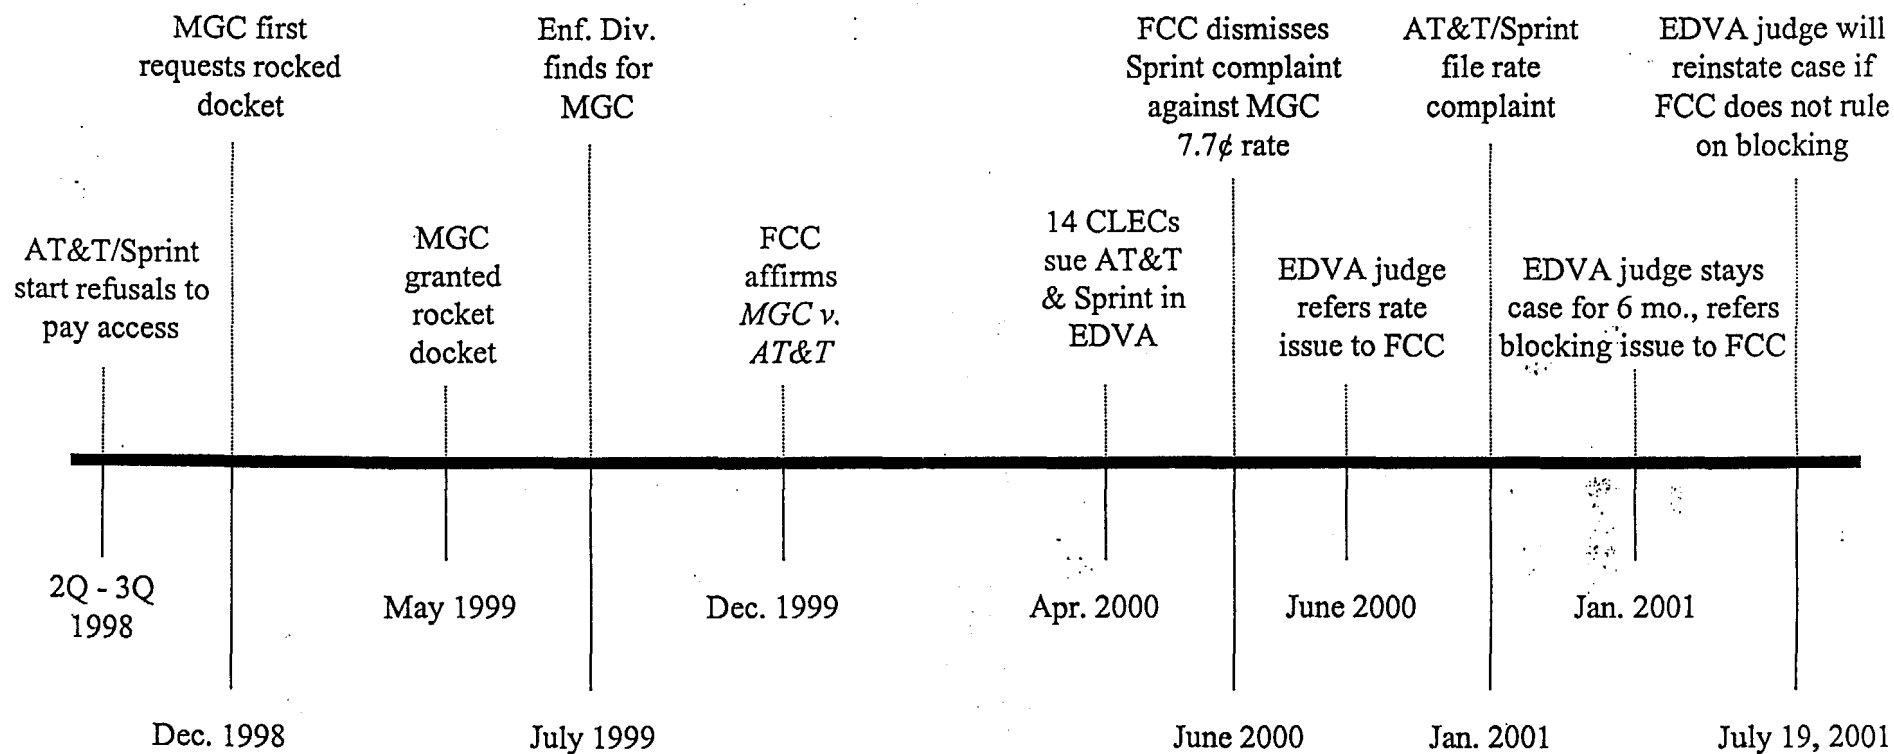 MGC first
requests rocked
docket
Enf. Div.
finds for
MGC
FCC dismisses
Sprint complaint
against MGC
7.7¢ rate
AT&T/Sprint
file rate
complaint
EDVA judge will
reinstate case if
FCC does not rule
on blocking
AT&T/Sprint
start refusals to
pay access
MGC
granted
rocket
docket
FCC
affirms
MGC v.
AT&T
14 CLECs
sue AT&T
& Sprint in
EDVA
EDVA judge
refers rate
issue to FCC
EDVA judge stays
case for 6 mo., refers
blocking issue to FCC
2Q - 3Q
1998
May 1999
Dec. 1999
Apr. 2000
June 2000
Jan. 2001
Dec. 1998
July 1999
June 2000
Jan. 2001
July 19, 2001